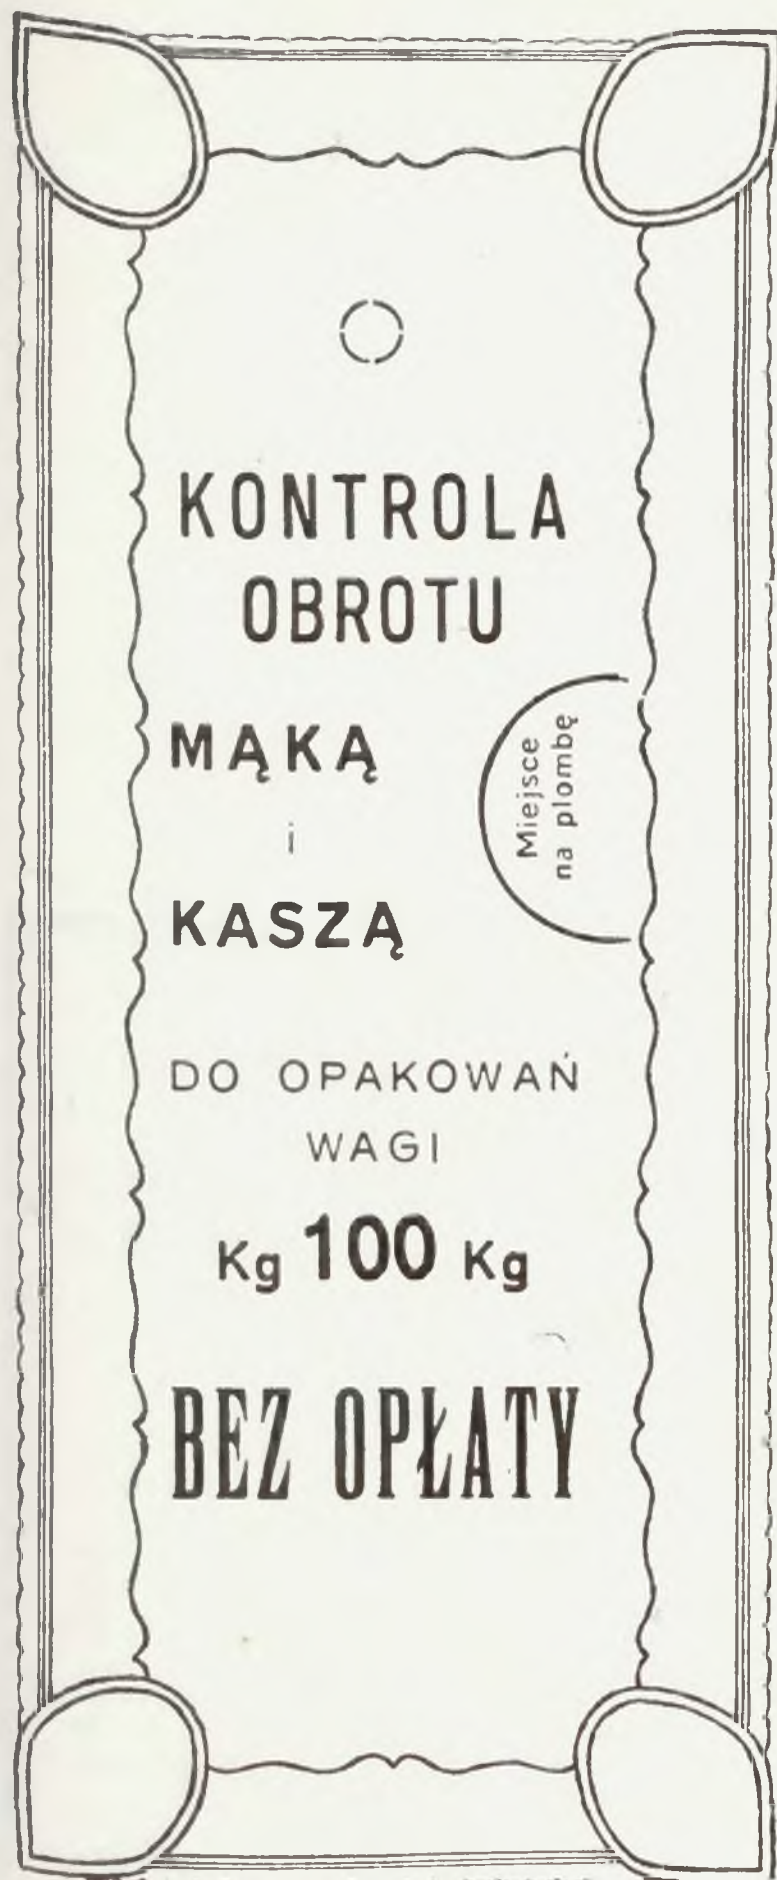 KONTROLA
OBROTU
MĄKĄ
i
KASZĄ
Miejsce
na plombę
DO OPAKOWAŃ
WAGI
Kg 100 Kg
BEZ OPŁATY